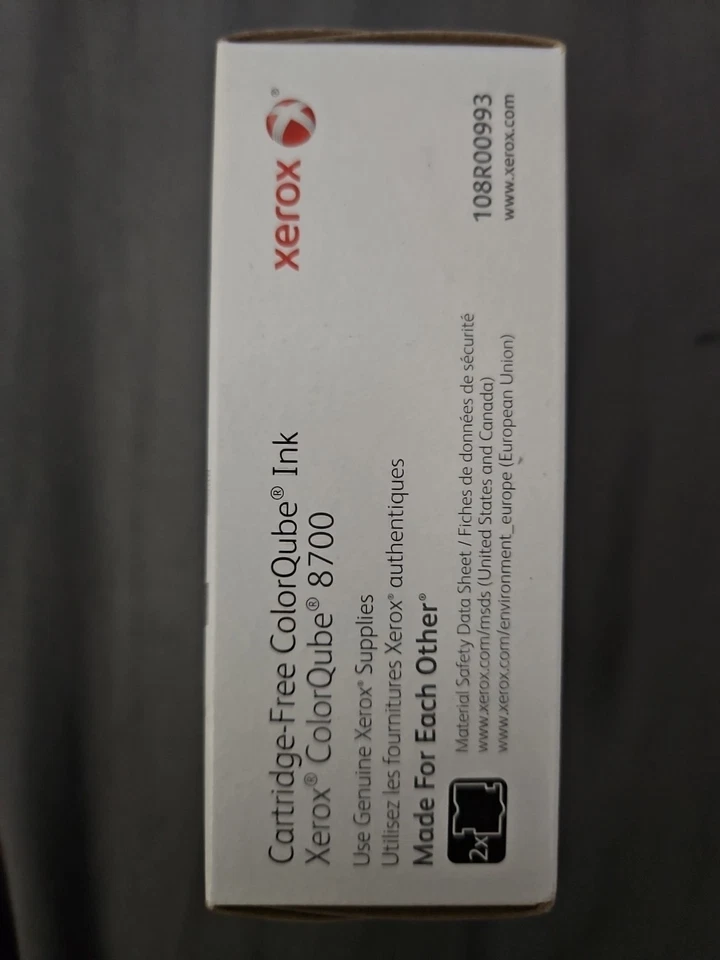 xerox®
Cartridge-Free ColorQube® Ink
Xerox® ColorQube® 8700
Use Genuine Xerox® Supplies
Utilisez les fournitures Xerox® authentiques
Made For Each Other®
2x
Material Safety Data Sheet / Fiches de données de sécurité
www.xerox.com/msds (United States and Canada)
www.xerox.com/environment_europe (European Union)
108R00993
www.xerox.com